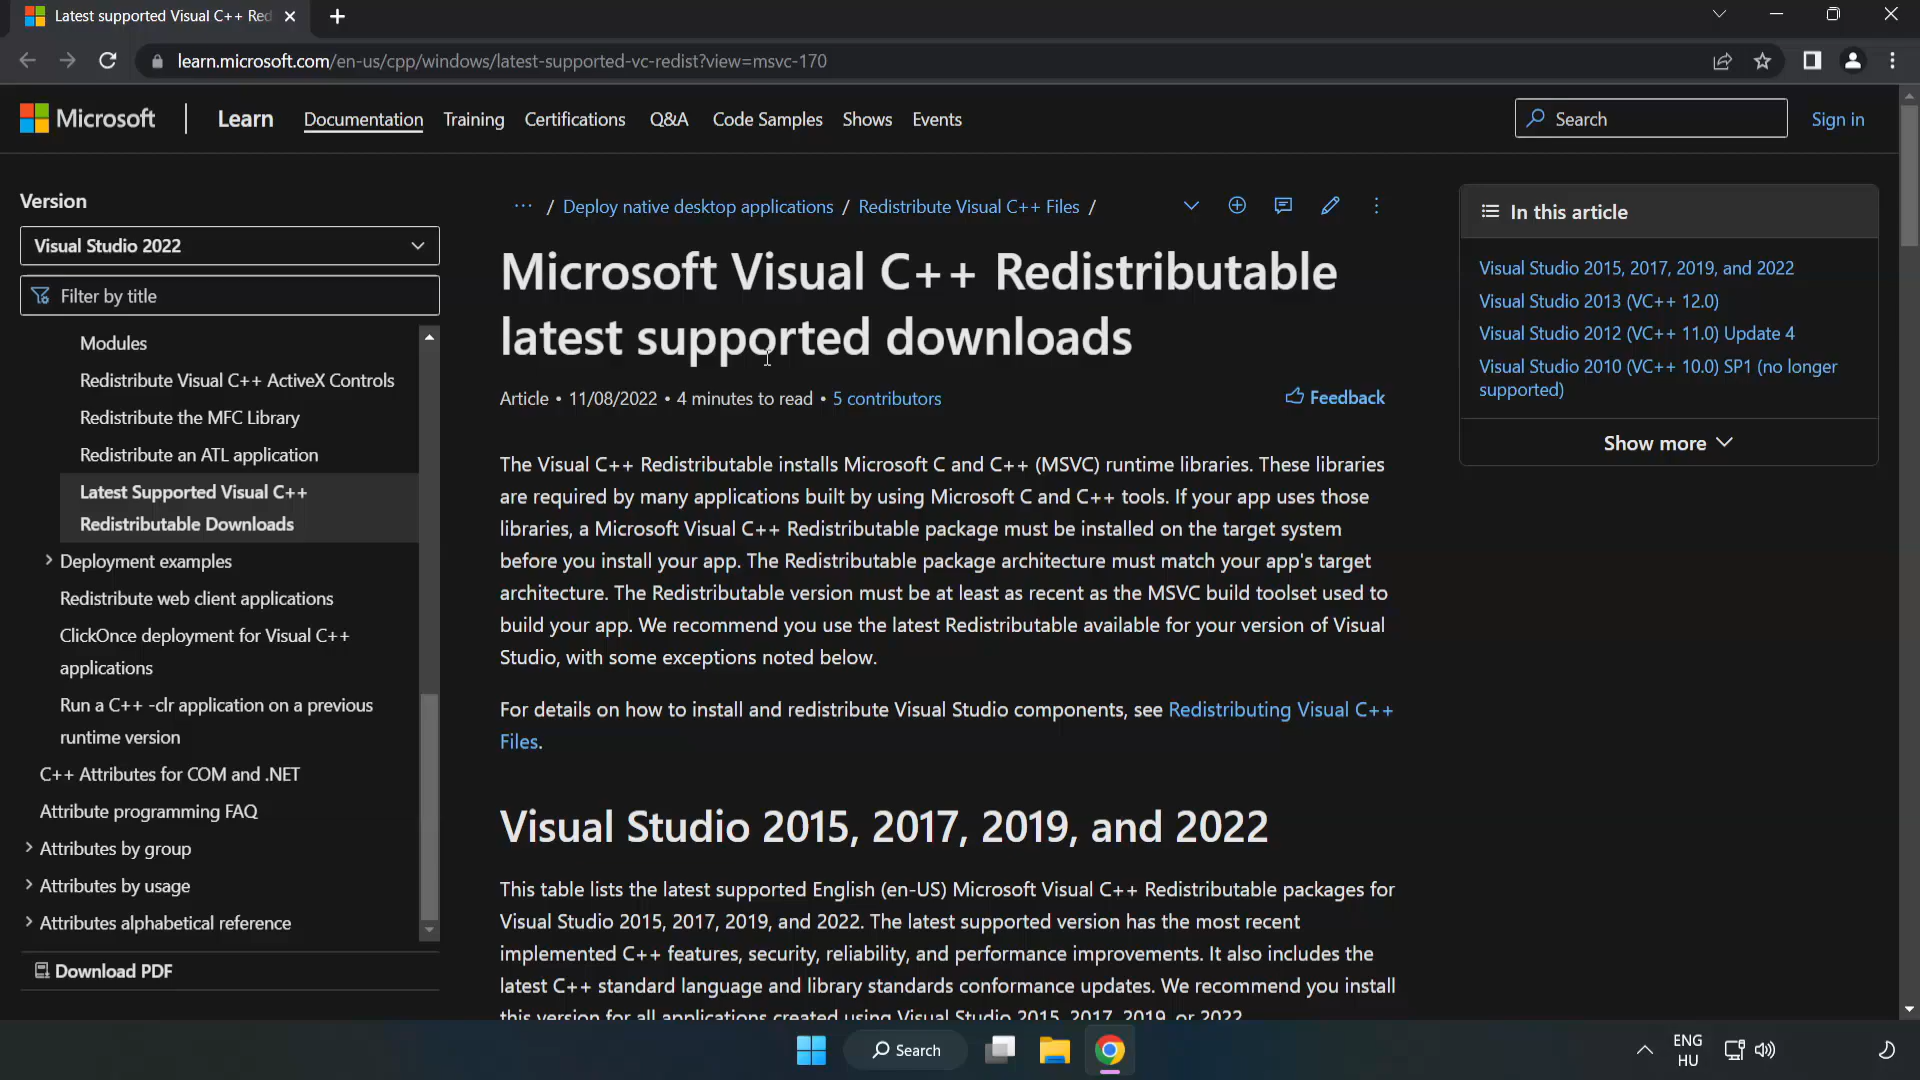 Latest supported Visual C++ Red
learn.microsoft.com/en-us/cpp/windows/latest-supported-vc-redist?view=msvc-170
Microsoft
Learn
Documentation
Training
Certifications
Q&A
Code Samples
Shows
Events
Search
Sign in
Version
Visual Studio 2022
Filter by title
Modules
Redistribute Visual C++ ActiveX Controls
Redistribute the MFC Library
Redistribute an ATL application
Latest Supported Visual C++
Redistributable Downloads
Deployment examples
Redistribute web client applications
ClickOnce deployment for Visual C++
applications
Run a C++ -clr application on a previous
runtime version
C++ Attributes for COM and .NET
Attribute programming FAQ
Attributes by group
Attributes by usage
Attributes alphabetical reference
Download PDF
... / Deploy native desktop applications / Redistribute Visual C++ Files /
Microsoft Visual C++ Redistributable
latest supported downloads
Article • 11/08/2022 • 4 minutes to read • 5 contributors
Feedback
The Visual C++ Redistributable installs Microsoft C and C++ (MSVC) runtime libraries. These libraries
are required by many applications built by using Microsoft C and C++ tools. If your app uses those
libraries, a Microsoft Visual C++ Redistributable package must be installed on the target system
before you install your app. The Redistributable package architecture must match your app's target
architecture. The Redistributable version must be at least as recent as the MSVC build toolset used to
build your app. We recommend you use the latest Redistributable available for your version of Visual
Studio, with some exceptions noted below.
For details on how to install and redistribute Visual Studio components, see Redistributing Visual C++
Files.
Visual Studio 2015, 2017, 2019, and 2022
This table lists the latest supported English (en-US) Microsoft Visual C++ Redistributable packages for
Visual Studio 2015, 2017, 2019, and 2022. The latest supported version has the most recent
implemented C++ features, security, reliability, and performance improvements. It also includes the
latest C++ standard language and library standards conformance updates. We recommend you install
this version for all applications created using Visual Studio 2015, 2017, 2019, or 2022.
In this article
Visual Studio 2015, 2017, 2019, and 2022
Visual Studio 2013 (VC++ 12.0)
Visual Studio 2012 (VC++ 11.0) Update 4
Visual Studio 2010 (VC++ 10.0) SP1 (no longer
supported)
Show more
Search
ENG
HU